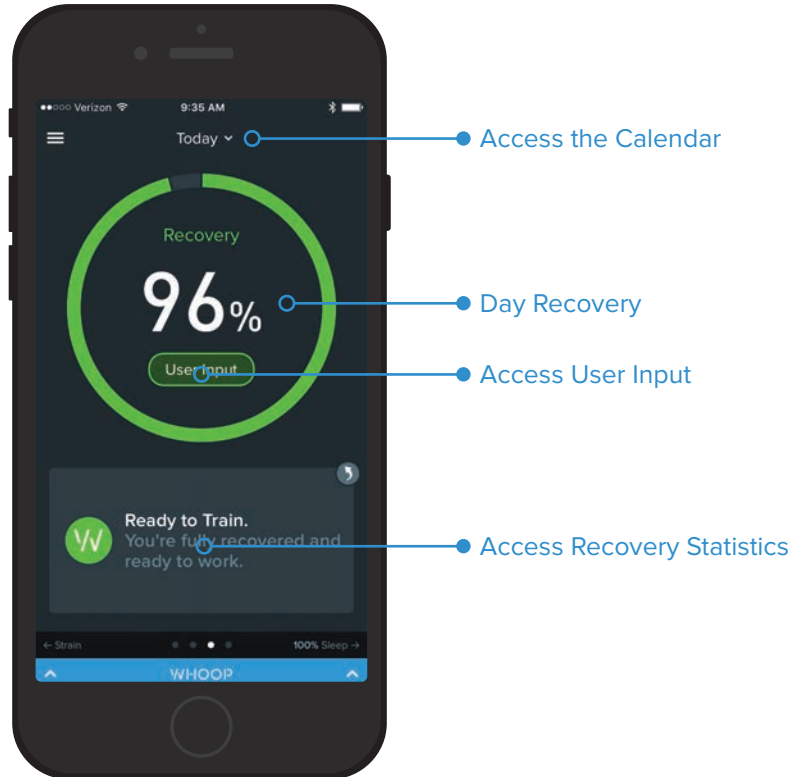 Verizon
9:35 AM
Today
Access the Calendar
Recovery
96%
Day Recovery
User Input
Access User Input
Ready to Train.
You're fully recovered and
ready to work.
Access Recovery Statistics
← Strain
100% Sleep →
WHOOP